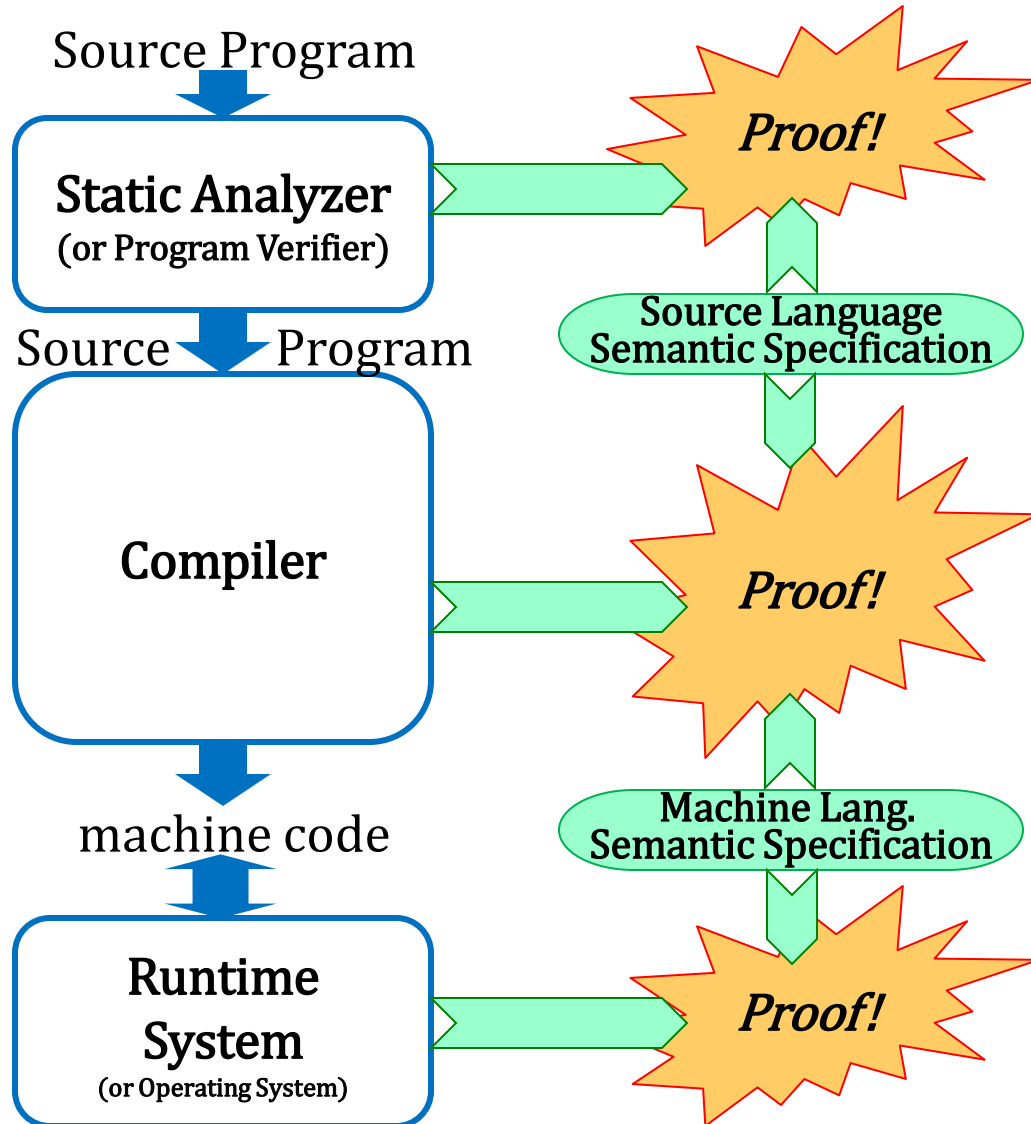 Source Program
Proof!
Static Analyzer
(or Program Verifier)
Source Language
Semantic Specification
Source Program
Compiler
Proof!
Machine Lang.
Semantic Specification
machine code
Runtime
System
(or Operating System)
Proof!